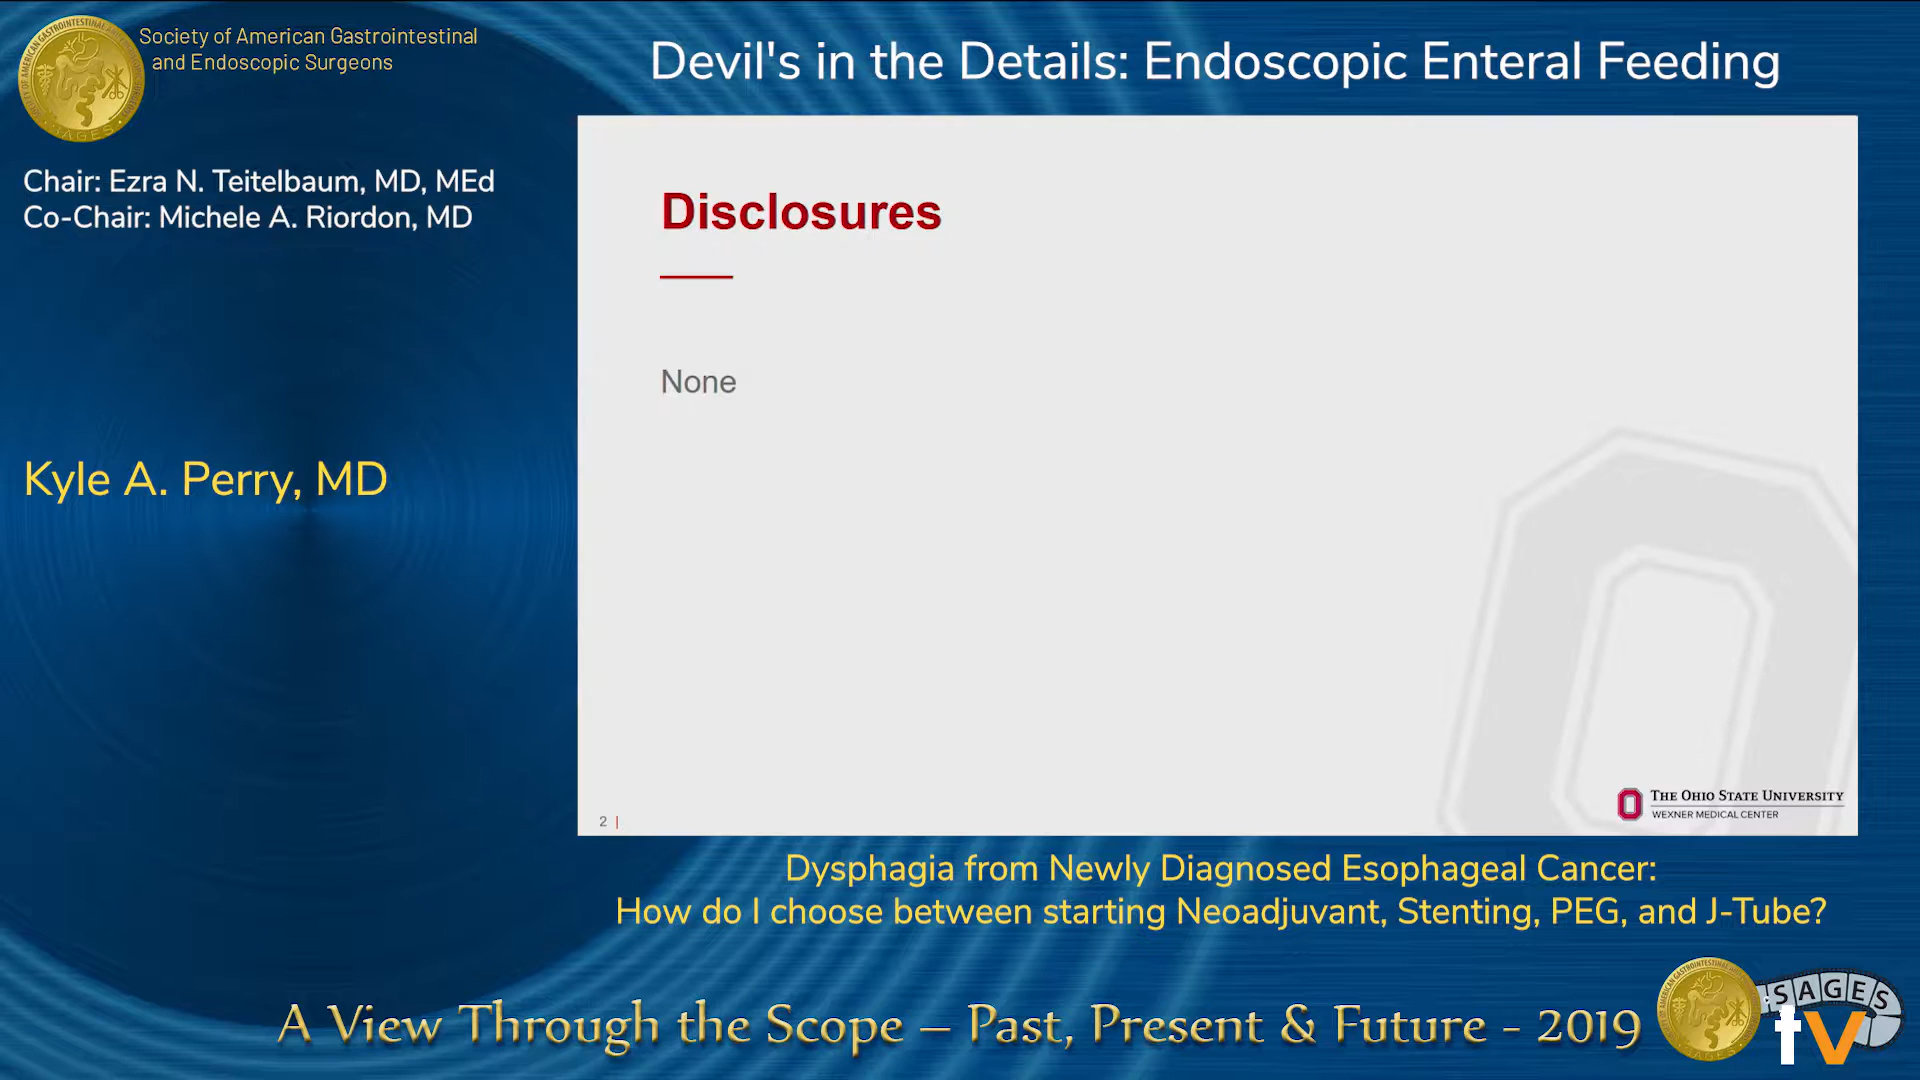 Society of American Gastrointestinal
and Endoscopic Surgeons
Devil's in the Details: Endoscopic Enteral Feeding
Chair: Ezra N. Teitelbaum, MD, MEd
Co-Chair: Michele A. Riordon, MD
Kyle A. Perry, MD
Disclosures
None
2 |
THE OHIO STATE UNIVERSITY
WEXNER MEDICAL CENTER
Dysphagia from Newly Diagnosed Esophageal Cancer:
How do I choose between starting Neoadjuvant, Stenting, PEG, and J-Tube?
A View Through the Scope – Past, Present & Future - 2019
SAGES
tv